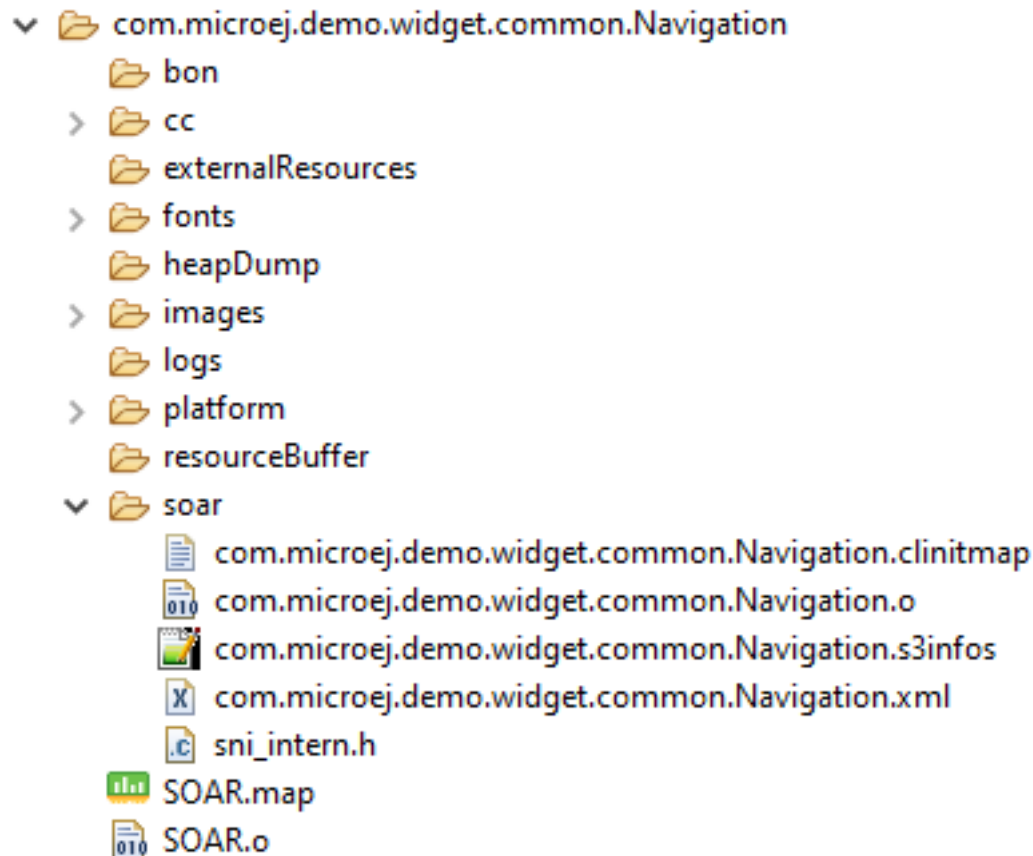 com.microej.demo.widget.common.Navigation
bon
cc
externalResources
fonts
heapDump
images
logs
platform
resourceBuffer
soar
com.microej.demo.widget.common.Navigation.clinitmap
com.microej.demo.widget.common.Navigation.o
com.microej.demo.widget.common.Navigation.s3infos
com.microej.demo.widget.common.Navigation.xml
sni_intern.h
SOAR.map
SOAR.o